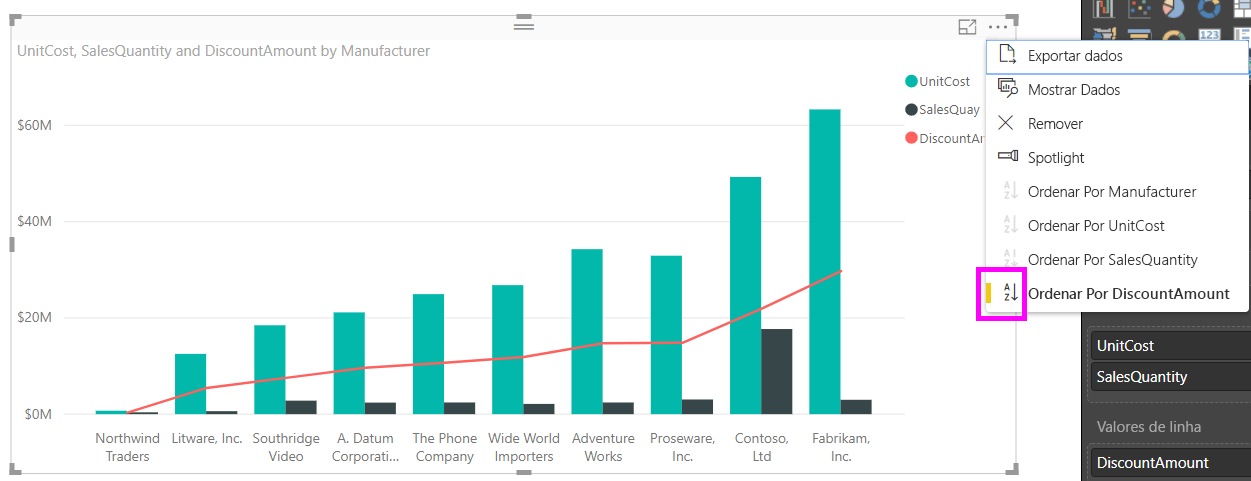 UnitCost, SalesQuantity and DiscountAmount by Manufacturer
UnitCost
SalesQuay
DiscountAm
$60M
$40M
$20M
$0M
Northwind Traders
Litware, Inc.
Southridge Video
A. Datum Corporati...
The Phone Company
Wide World Importers
Adventure Works
Proseware, Inc.
Contoso, Ltd
Fabrikam, Inc.
Exportar dados
Mostrar Dados
Remover
Spotlight
Ordenar Por Manufacturer
Ordenar Por UnitCost
Ordenar Por SalesQuantity
AZ Ordenar Por DiscountAmount
123
UnitCost
SalesQuantity
Valores de linha
DiscountAmount